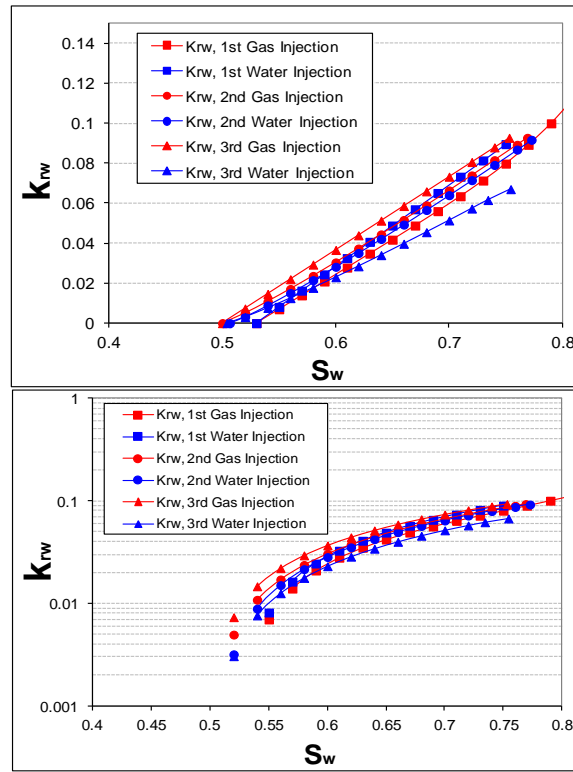 0.14
0.12
0.1
0.08
0.06
0.04
0.02
0
krw
Krw, 1st Gas Injection
Krw, 1st Water Injection
Krw, 2nd Gas Injection
Krw, 2nd Water Injection
Krw, 3rd Gas Injection
Krw, 3rd Water Injection
0.4 0.5 0.6 0.7 0.8
Sw
1
0.1
0.01
0.001
krw
Krw, 1st Gas Injection
Krw, 1st Water Injection
Krw, 2nd Gas Injection
Krw, 2nd Water Injection
Krw, 3rd Gas Injection
Krw, 3rd Water Injection
0.4 0.45 0.5 0.55 0.6 0.65 0.7 0.75 0.8
Sw